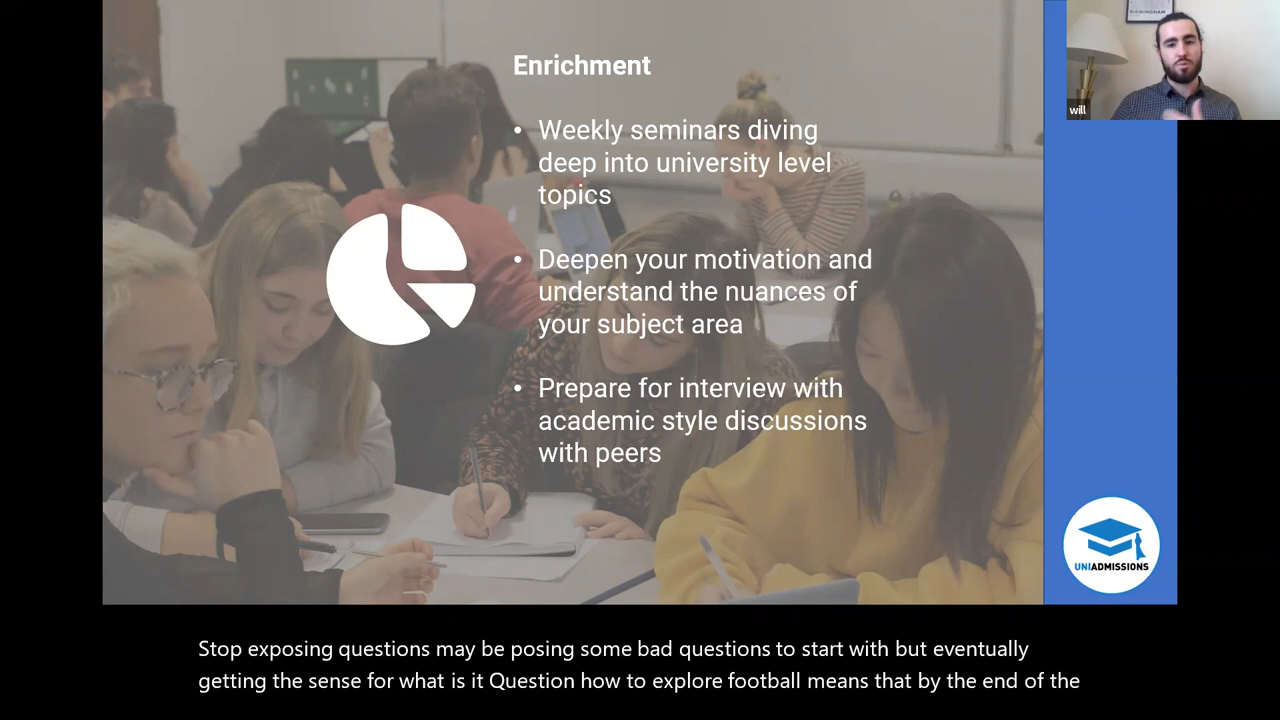 BIRMINGHAM
will
Enrichment
• Weekly seminars diving
deep into university level
topics
• Deepen your motivation and
understand the nuances of
your subject area
• Prepare for interview with
academic style discussions
with peers
UNIADMISSIONS
Stop exposing questions may be posing some bad questions to start with but eventually
getting the sense for what is it Question how to explore football means that by the end of the